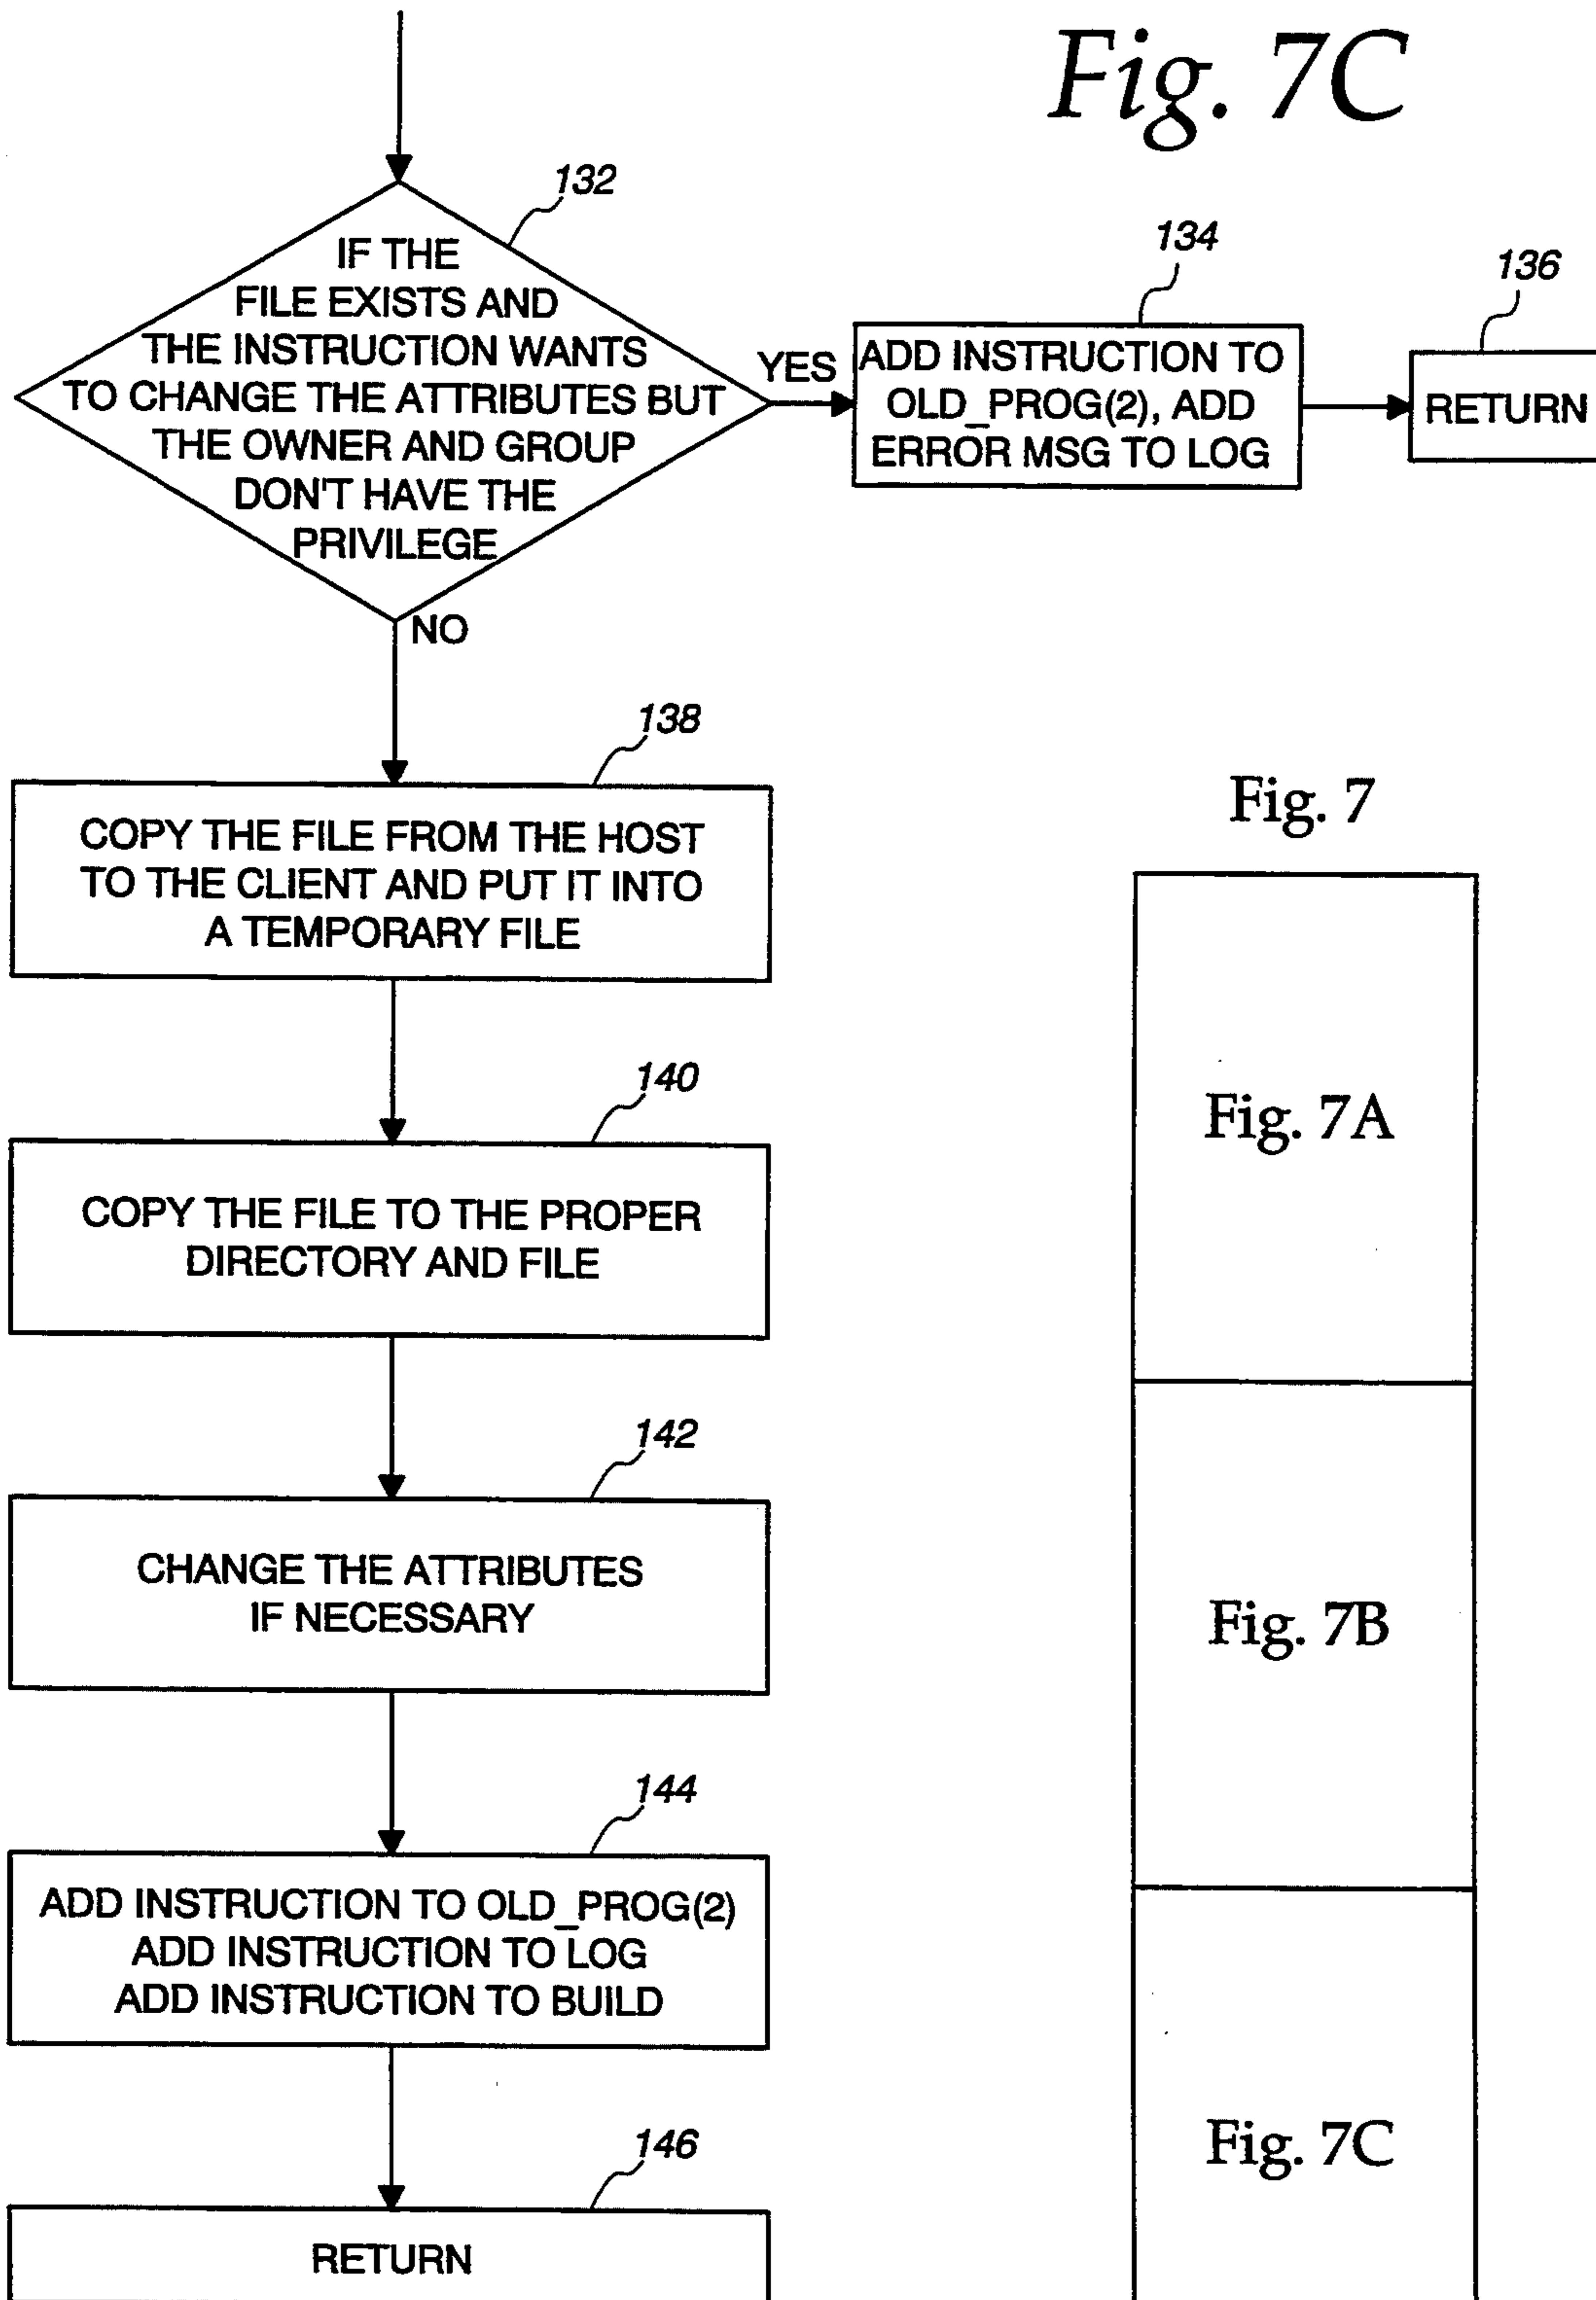 Fig. 7C
132
IF THE
FILE EXISTS AND
THE INSTRUCTION WANTS
TO CHANGE THE ATTRIBUTES BUT
THE OWNER AND GROUP
DON'T HAVE THE
PRIVILEGE
YES
134
ADD INSTRUCTION TO
OLD_PROG(2), ADD
ERROR MSG TO LOG
136
RETURN
NO
138
COPY THE FILE FROM THE HOST
TO THE CLIENT AND PUT IT INTO
A TEMPORARY FILE
140
COPY THE FILE TO THE PROPER
DIRECTORY AND FILE
142
CHANGE THE ATTRIBUTES
IF NECESSARY
144
ADD INSTRUCTION TO OLD_PROG(2)
ADD INSTRUCTION TO LOG
ADD INSTRUCTION TO BUILD
146
RETURN
Fig. 7
Fig. 7A
Fig. 7B
Fig. 7C